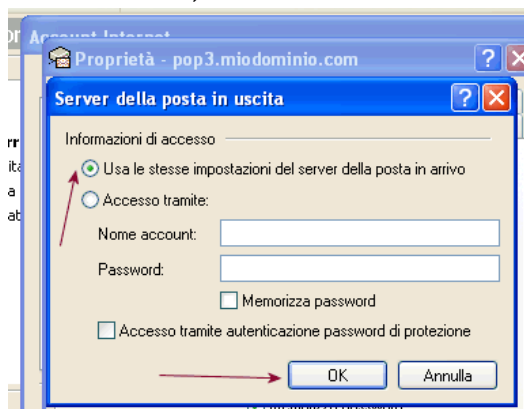 Account Internet
Proprietà - pop3.miodominio.com
Server della posta in uscita
Informazioni di accesso
Usa le stesse impostazioni del server della posta in arrivo
Accesso tramite:
Nome account:
Password:
Memorizza password
Accesso tramite autenticazione password di protezione
OK Annulla